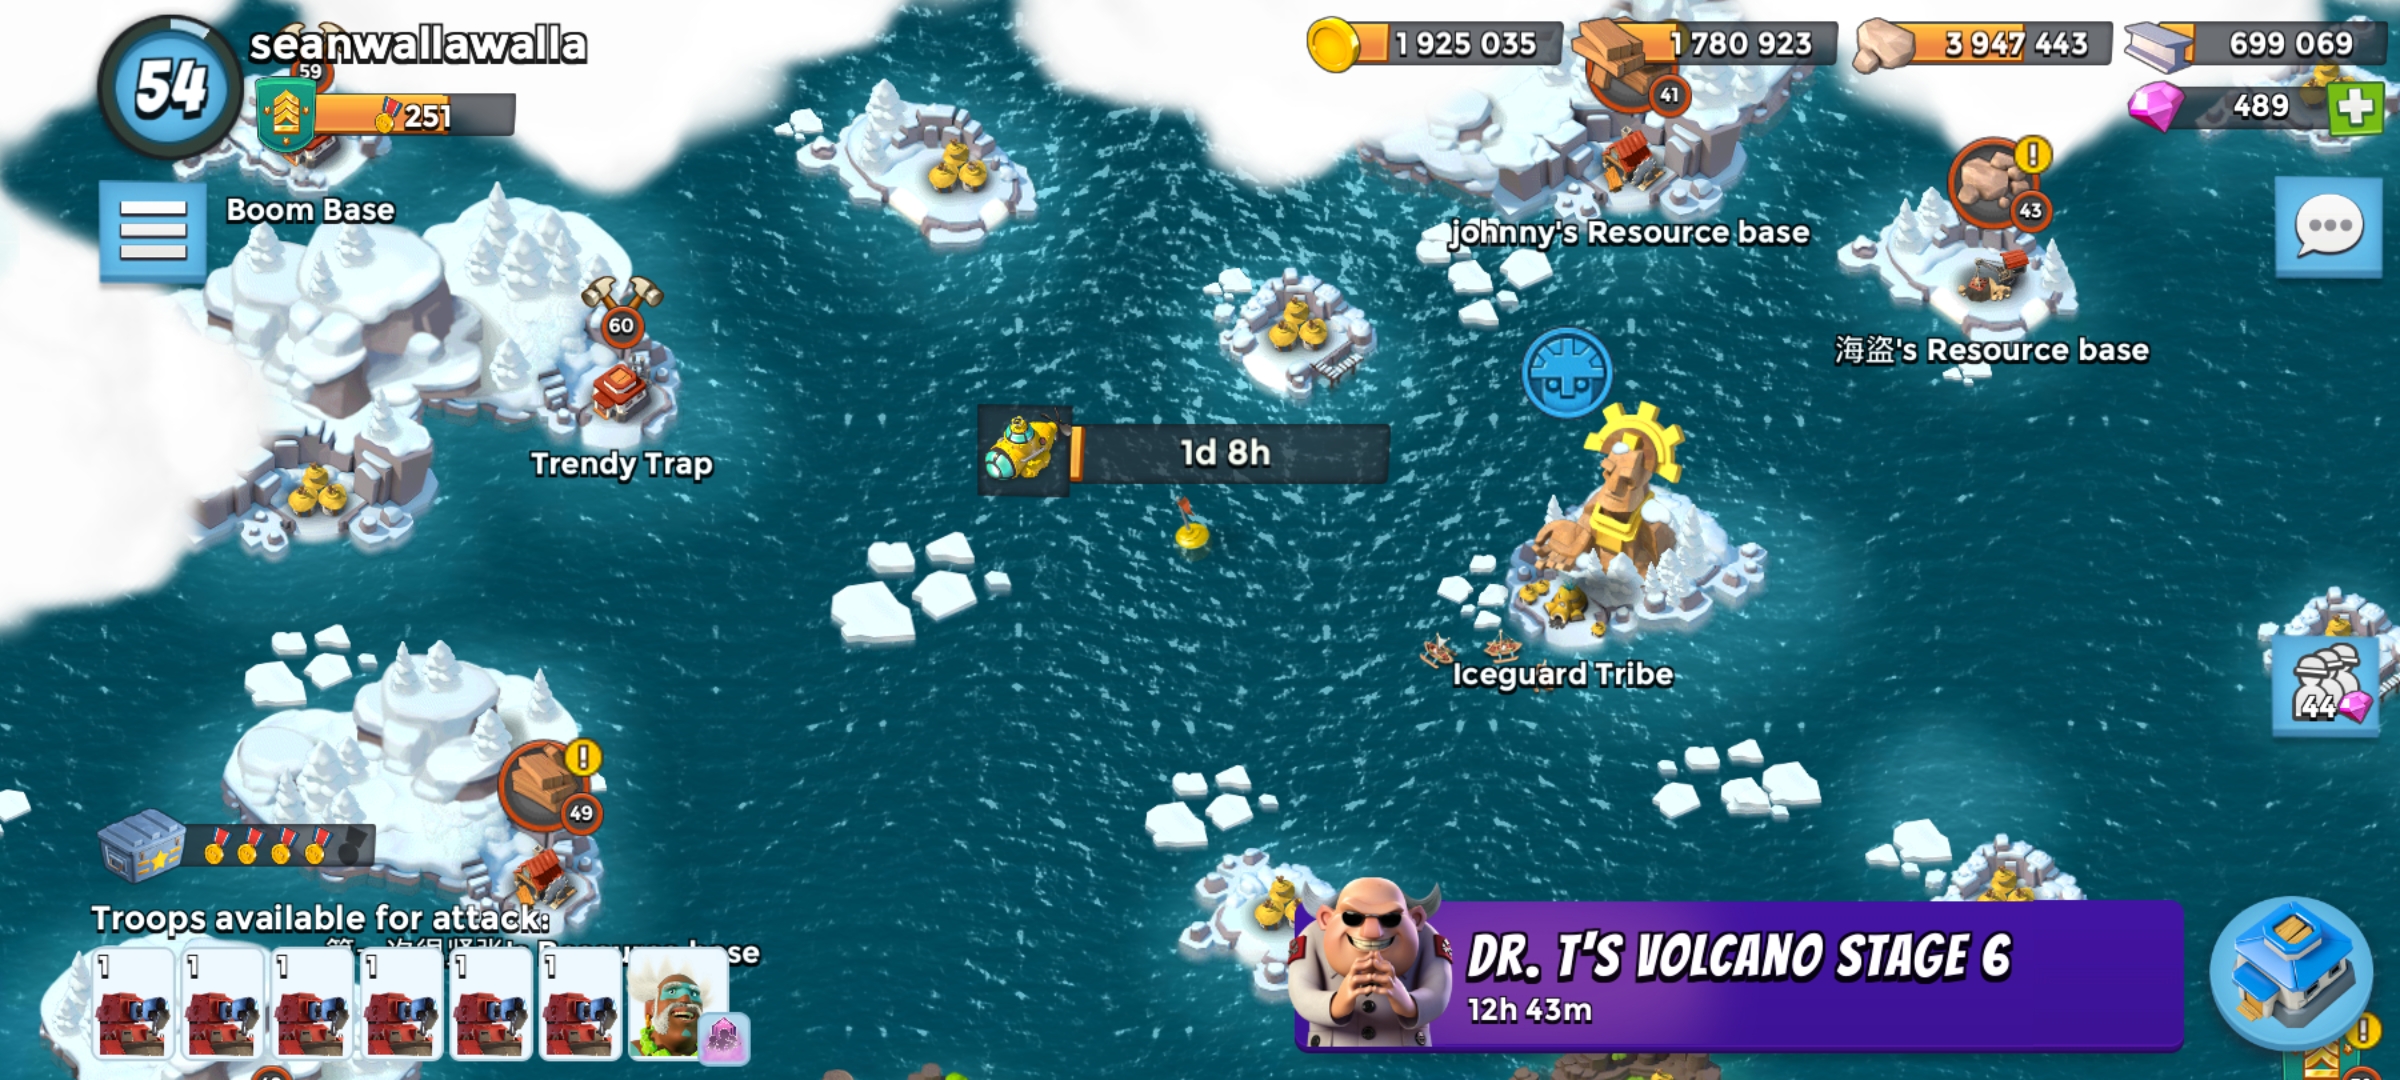 54
seanwallawalla
59
251
1 925 035
1 780 923
3 947 443
699 069
489
41
43
Boom Base
johnny's Resource base
海盗's Resource base
60
Trendy Trap
1d 8h
Iceguard Tribe
44
49
Troops available for attack:
1
1
1
1
1
1
DR. T'S VOLCANO STAGE 6
12h 43m